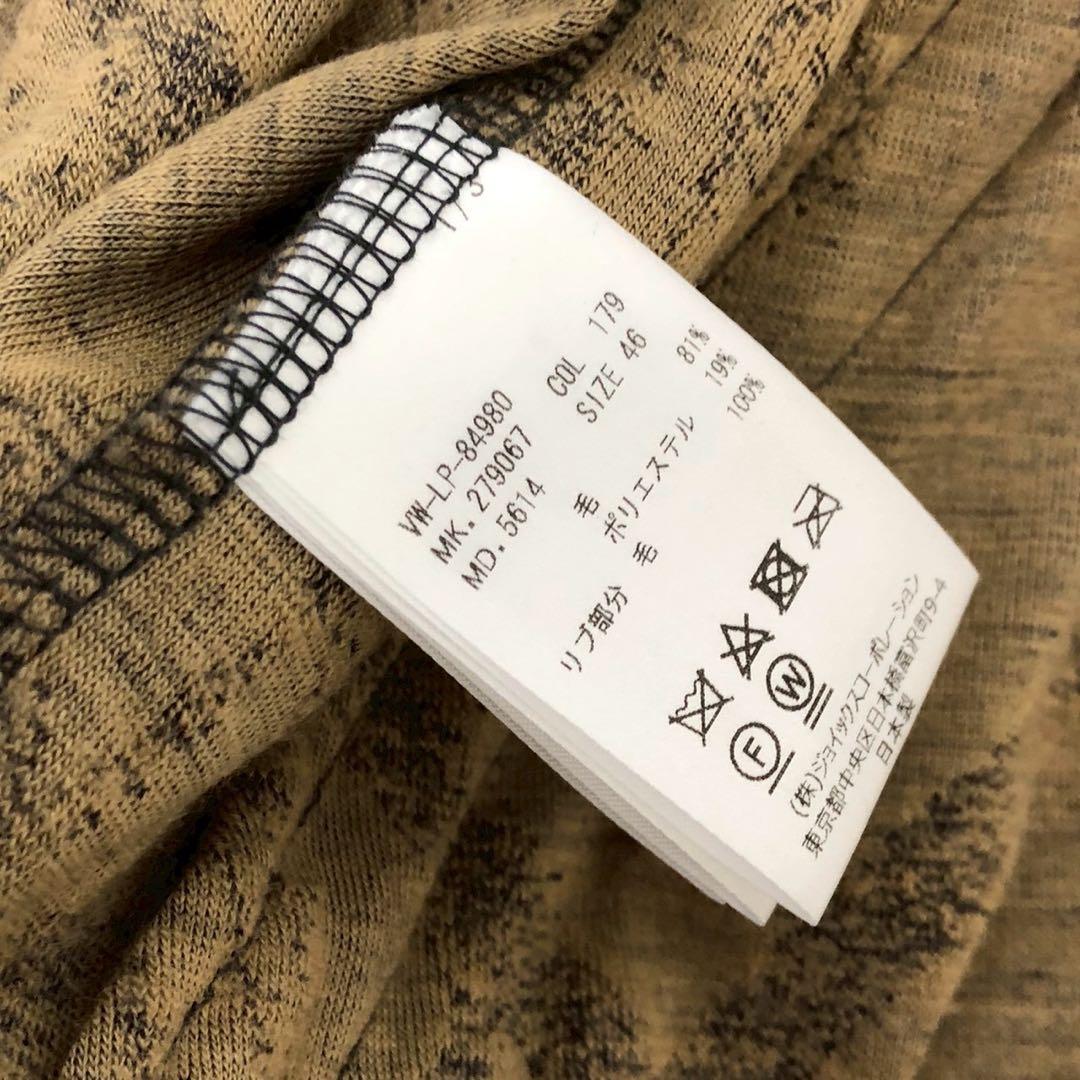 1/3
VW-LP-84980 COL 179
MK. 279067 SIZE 46
MD. 5614
毛 81%
ポリエステル 19%
リブ部分 毛 100%
F W
(株)ジョイックスコーポレーション
東京都中央区日本橋富沢町9-4
日本製